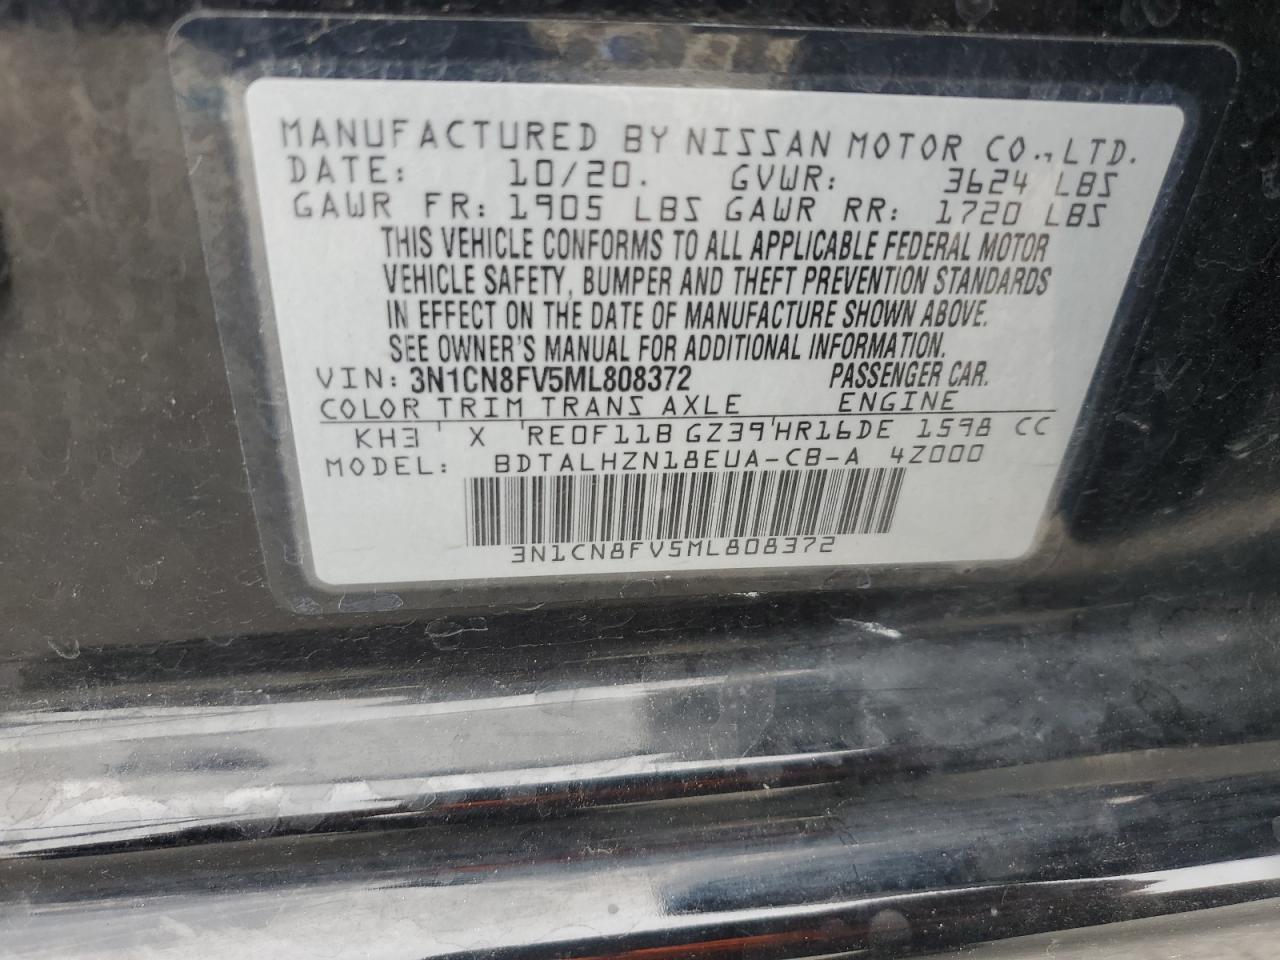 MANUFACTURED BY NISSAN MOTOR CO., LTD.
DATE: 10/20. GVWR: 3624 LBS
GAWR FR: 1905 LBS GAWR RR: 1720 LBS
THIS VEHICLE CONFORMS TO ALL APPLICABLE FEDERAL MOTOR
VEHICLE SAFETY, BUMPER AND THEFT PREVENTION STANDARDS
IN EFFECT ON THE DATE OF MANUFACTURE SHOWN ABOVE.
SEE OWNER'S MANUAL FOR ADDITIONAL INFORMATION.
VIN: 3N1CN8FV5ML808372 PASSENGER CAR.
COLOR TRIM TRANS AXLE ENGINE
KH3 X RE0F11B GZ39 HR16DE 1598 CC
MODEL: BDTALHZN18EUA-CB-A 4Z000
3N1CN8FV5ML808372